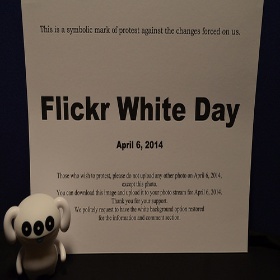 This is a symbolic mark of protest against the changes forced on us.
Flickr White Day
April 6, 2014
Those who wish to protest, please do not upload any other photo on April 6, 2014,
except this photo.
You can download this image and upload it to your photo stream for April 6, 2014.
Thank you for your support.
We politely request to have the white background option restored
for the information and comment section